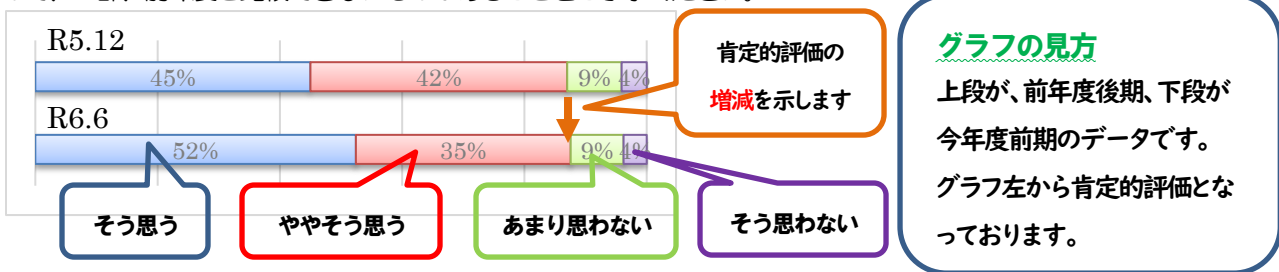 R5.12
45% 42% 9% 4%
R6.6
52% 35% 9% 4%
そう思う
ややそう思う
あまり思わない
そう思わない
肯定的評価の
増減を示します
グラフの見方
上段が、前年度後期、下段が
今年度前期のデータです。
グラフ左から肯定的評価とな
っております。